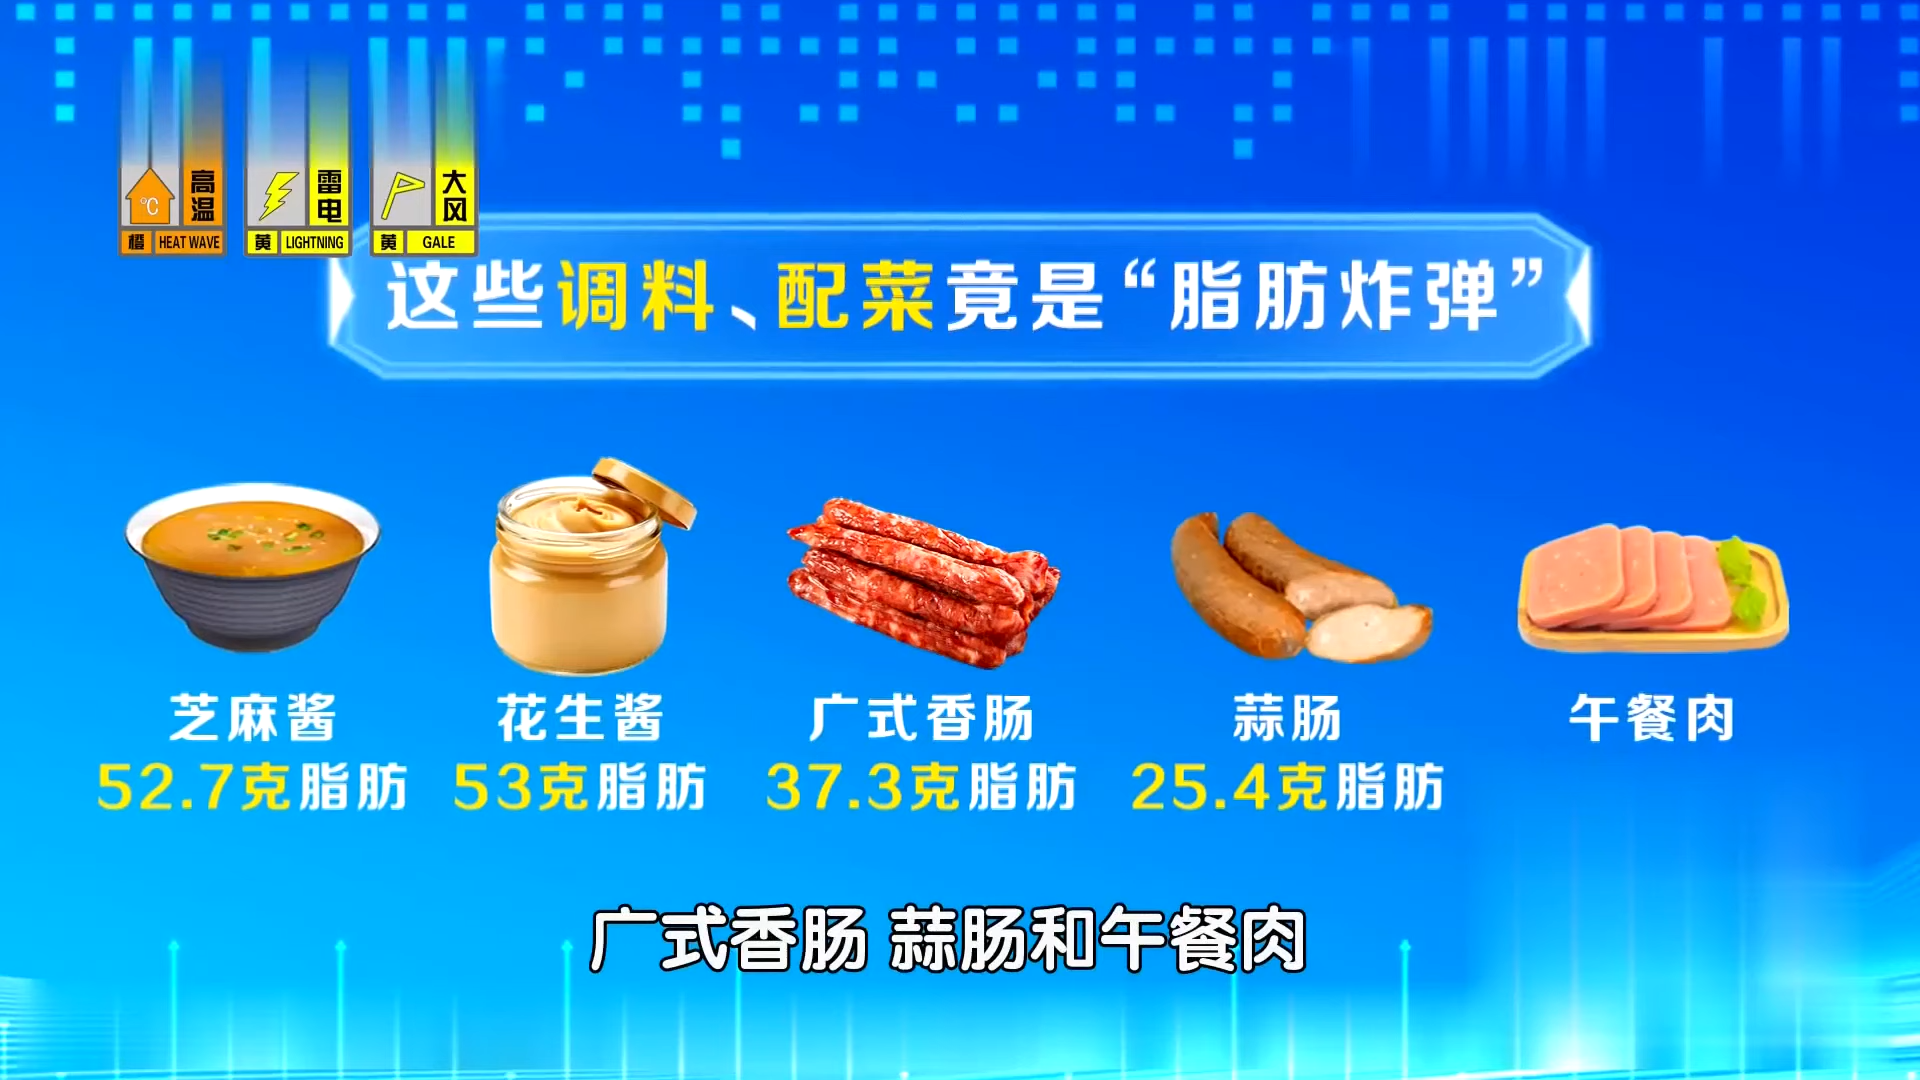 ℃
高温
橙 HEAT WAVE
雷电
黄 LIGHTNING
大风
黄 GALE
这些调料、配菜竟是“脂肪炸弹”
芝麻酱
52.7克脂肪
花生酱
53克脂肪
广式香肠
37.3克脂肪
蒜肠
25.4克脂肪
午餐肉
广式香肠 蒜肠和午餐肉